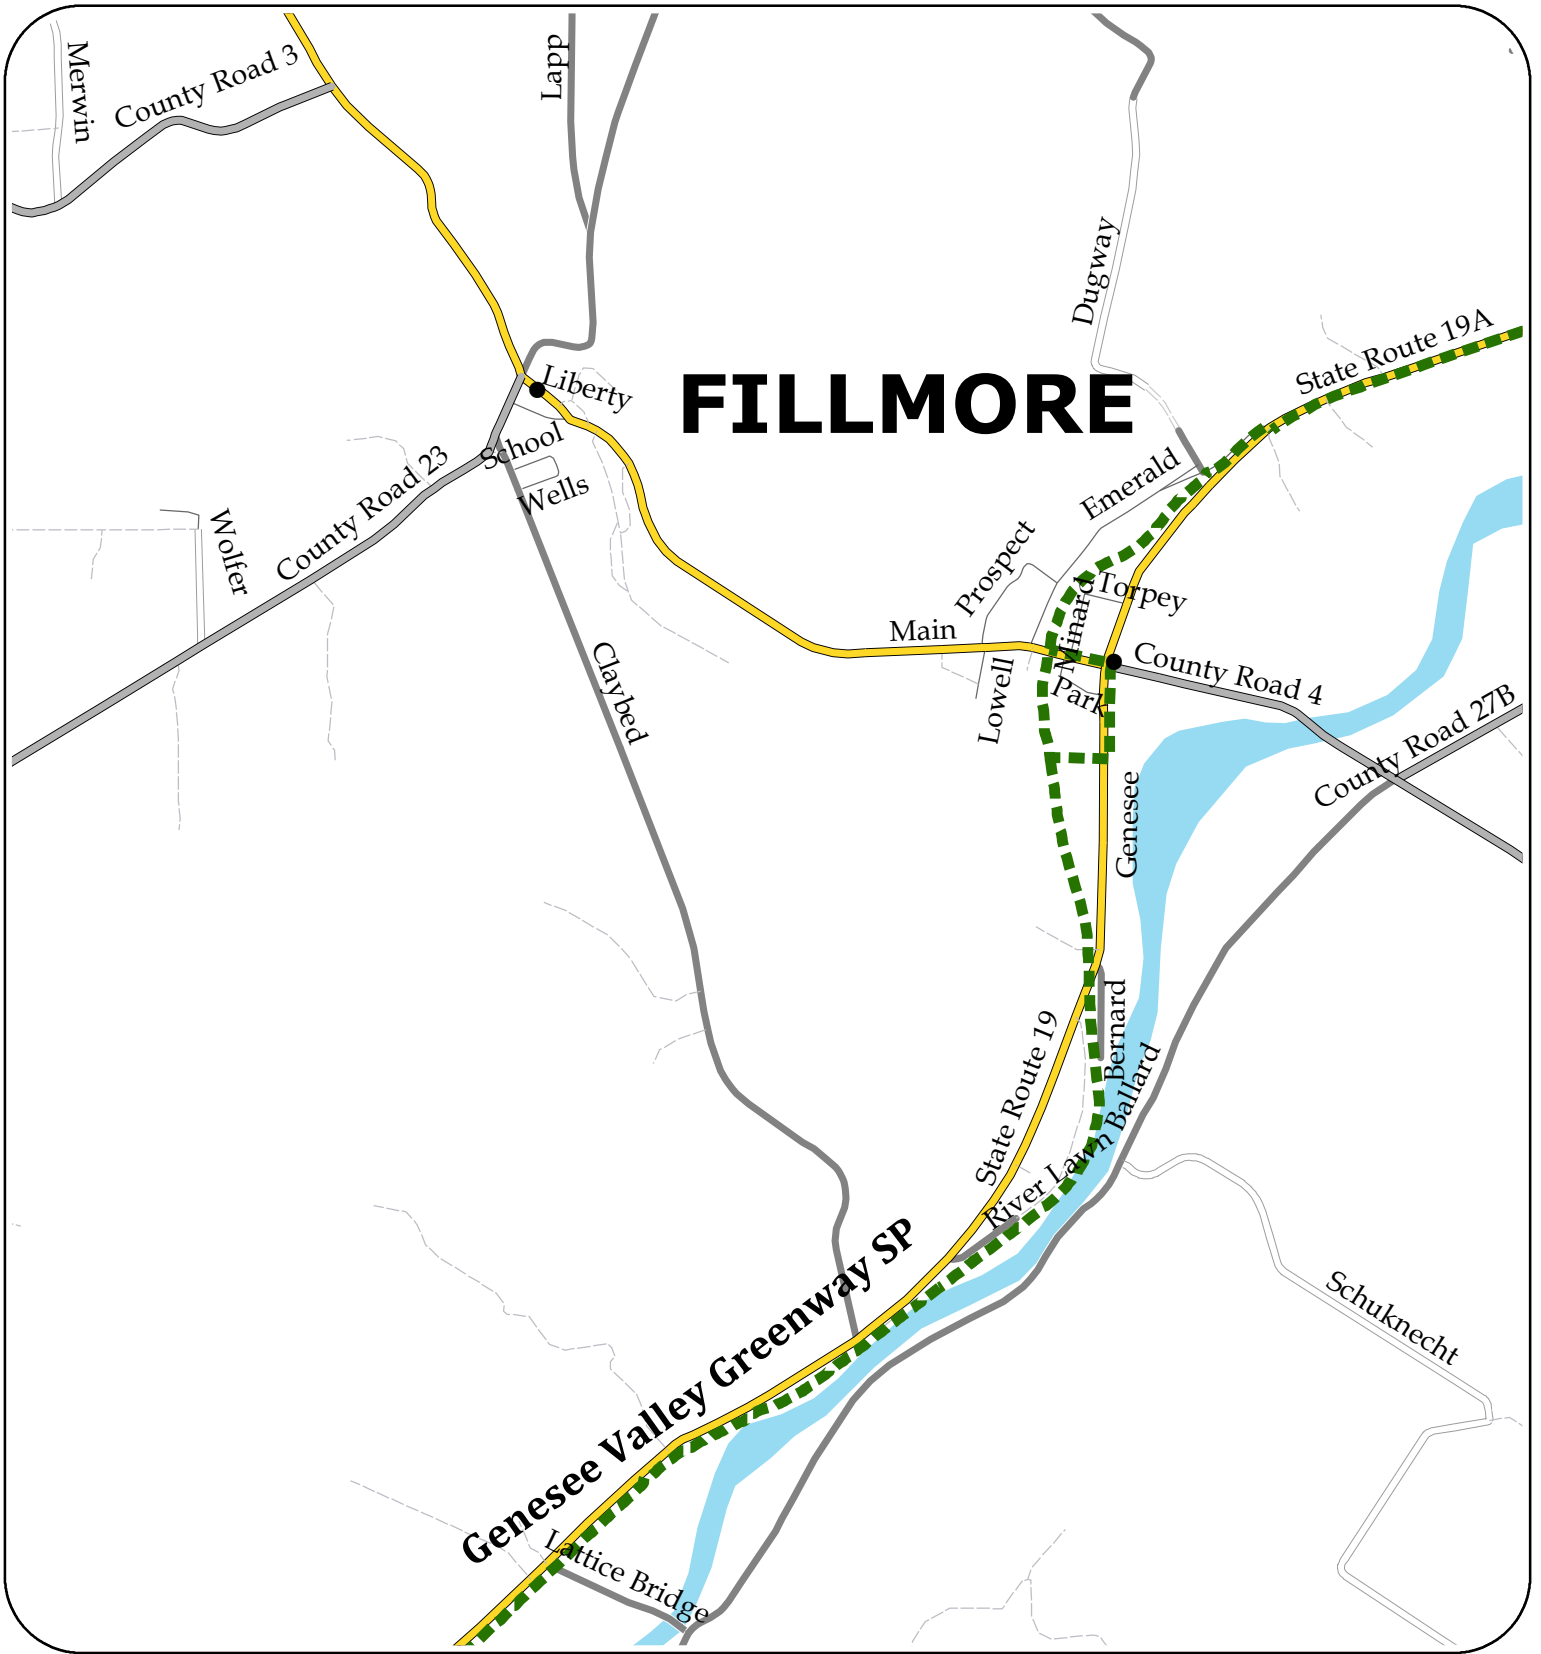 Merwin
County Road 3
Lapp
Dugway
State Route 19A
Liberty
FILLMORE
School
Wells
County Road 23
Wolfer
Emerald
Prospect
Torpey
Minard
Main
Lowell
Park
County Road 4
Claybed
County Road 27B
Genesee
Bernard
State Route 19
Ballard
River Lawn
Genesee Valley Greenway SP
Schuknecht
Lattice Bridge